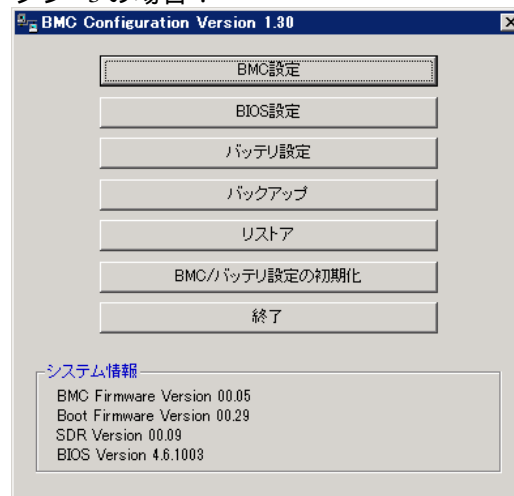 BMC Configuration Version 1.30
BMC設定
BIOS設定
バッテリ設定
バックアップ
リストア
BMC/バッテリ設定の初期化
終了
システム情報
BMC Firmware Version 00.05
Boot Firmware Version 00.29
SDR Version 00.09
BIOS Version 4.6.1003